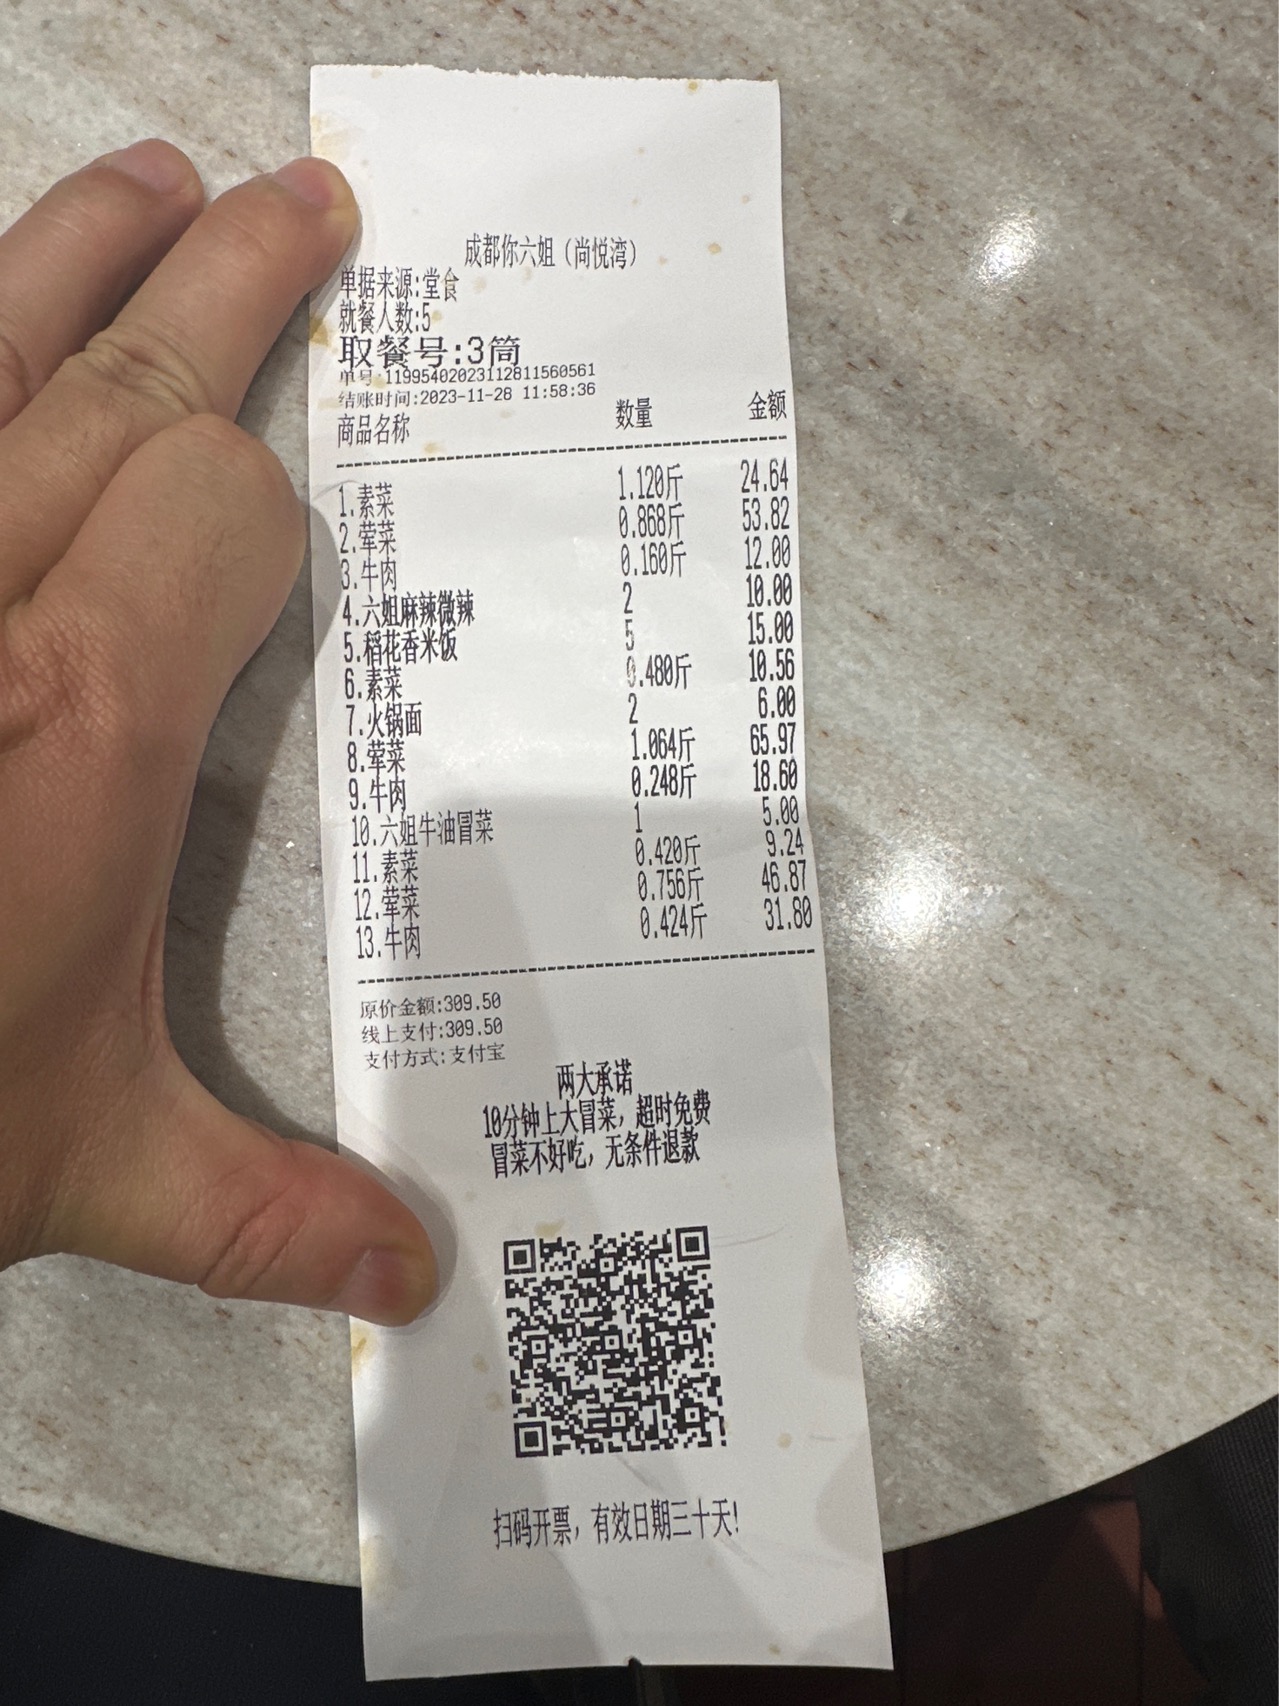 成都你六姐（尚悦湾）
单据来源:堂食
就餐人数:5
取餐号:3筒
单号:11995402023112811560561
结账时间:2023-11-28 11:58:36
商品名称 数量 金额
1.素菜 1.120斤 24.64
2.荤菜 0.868斤 53.82
3.牛肉 0.160斤 12.00
4.六姐麻辣微辣 2 10.00
5.稻花香米饭 5 15.00
6.素菜 0.480斤 10.56
7.火锅面 2 6.00
8.荤菜 1.064斤 65.97
9.牛肉 0.248斤 18.60
10.六姐牛油冒菜 1 5.00
11.素菜 0.420斤 9.24
12.荤菜 0.756斤 46.87
13.牛肉 0.424斤 31.80
原价金额:309.50
线上支付:309.50
支付方式:支付宝
两大承诺
10分钟上大冒菜，超时免费
冒菜不好吃，无条件退款
扫码开票，有效日期三十天!